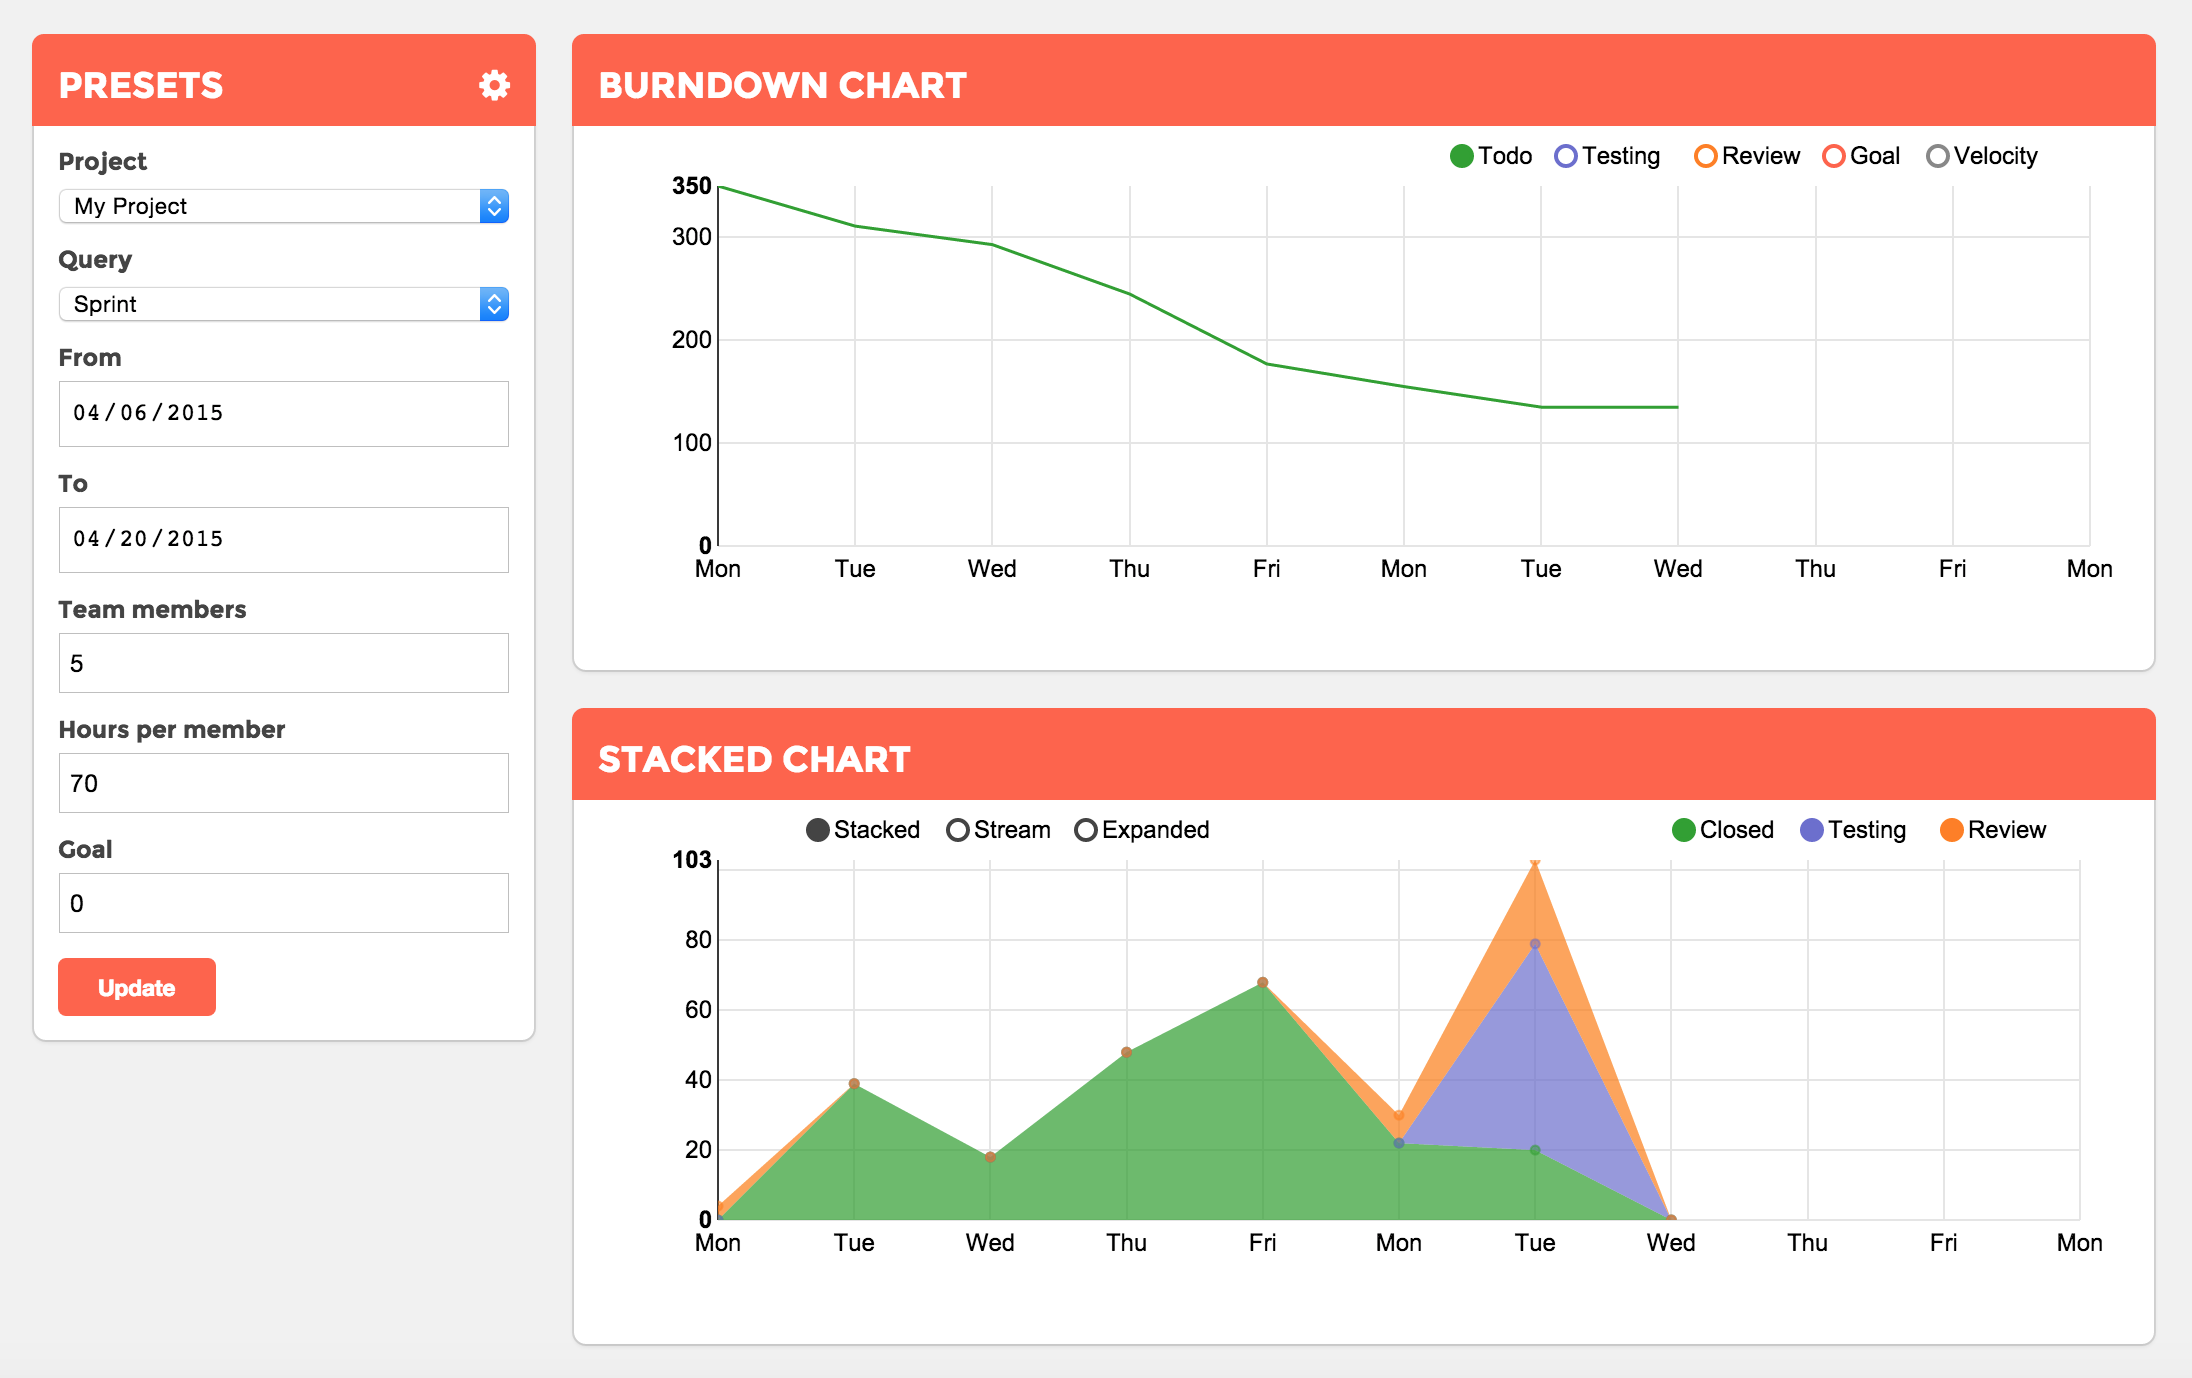 PRESETS
Project
My Project
Query
Sprint
From
04/06/2015
To
04/20/2015
Team members
5
Hours per member
70
Goal
0
Update
BURNDOWN CHART
Todo Testing Review Goal Velocity
350
300
200
100
0
Mon Tue Wed Thu Fri Mon Tue Wed Thu Fri Mon
STACKED CHART
Stacked Stream Expanded Closed Testing Review
103
80
60
40
20
0
Mon Tue Wed Thu Fri Mon Tue Wed Thu Fri Mon